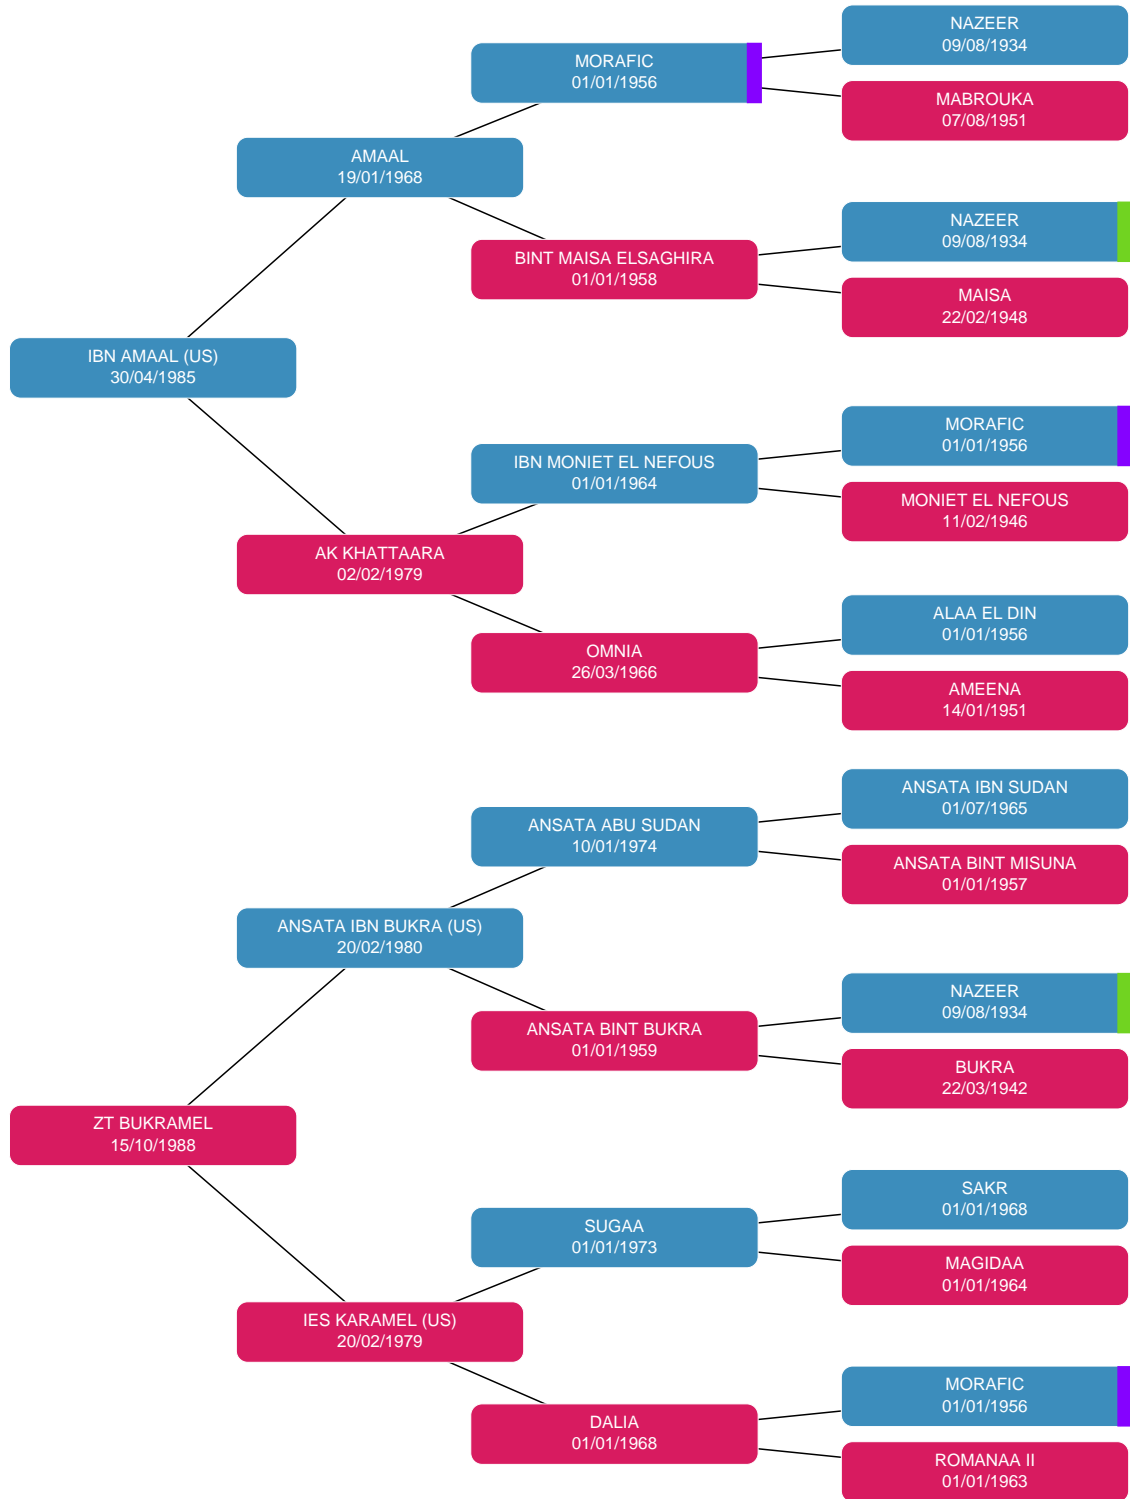 NAZEER
09/08/1934
MORAFIC
01/01/1956
MABROUKA
07/08/1951
AMAAL
19/01/1968
NAZEER
09/08/1934
BINT MAISA ELSAGHIRA
01/01/1958
MAISA
22/02/1948
IBN AMAAL (US)
30/04/1985
MORAFIC
01/01/1956
IBN MONIET EL NEFOUS
01/01/1964
MONIET EL NEFOUS
11/02/1946
AK KHATTAARA
02/02/1979
ALAA EL DIN
01/01/1956
OMNIA
26/03/1966
AMEENA
14/01/1951
ANSATA IBN SUDAN
01/07/1965
ANSATA ABU SUDAN
10/01/1974
ANSATA BINT MISUNA
01/01/1957
ANSATA IBN BUKRA (US)
20/02/1980
NAZEER
09/08/1934
ANSATA BINT BUKRA
01/01/1959
BUKRA
22/03/1942
ZT BUKRAMEL
15/10/1988
SAKR
01/01/1968
SUGAA
01/01/1973
MAGIDAA
01/01/1964
IES KARAMEL (US)
20/02/1979
MORAFIC
01/01/1956
DALIA
01/01/1968
ROMANAA II
01/01/1963